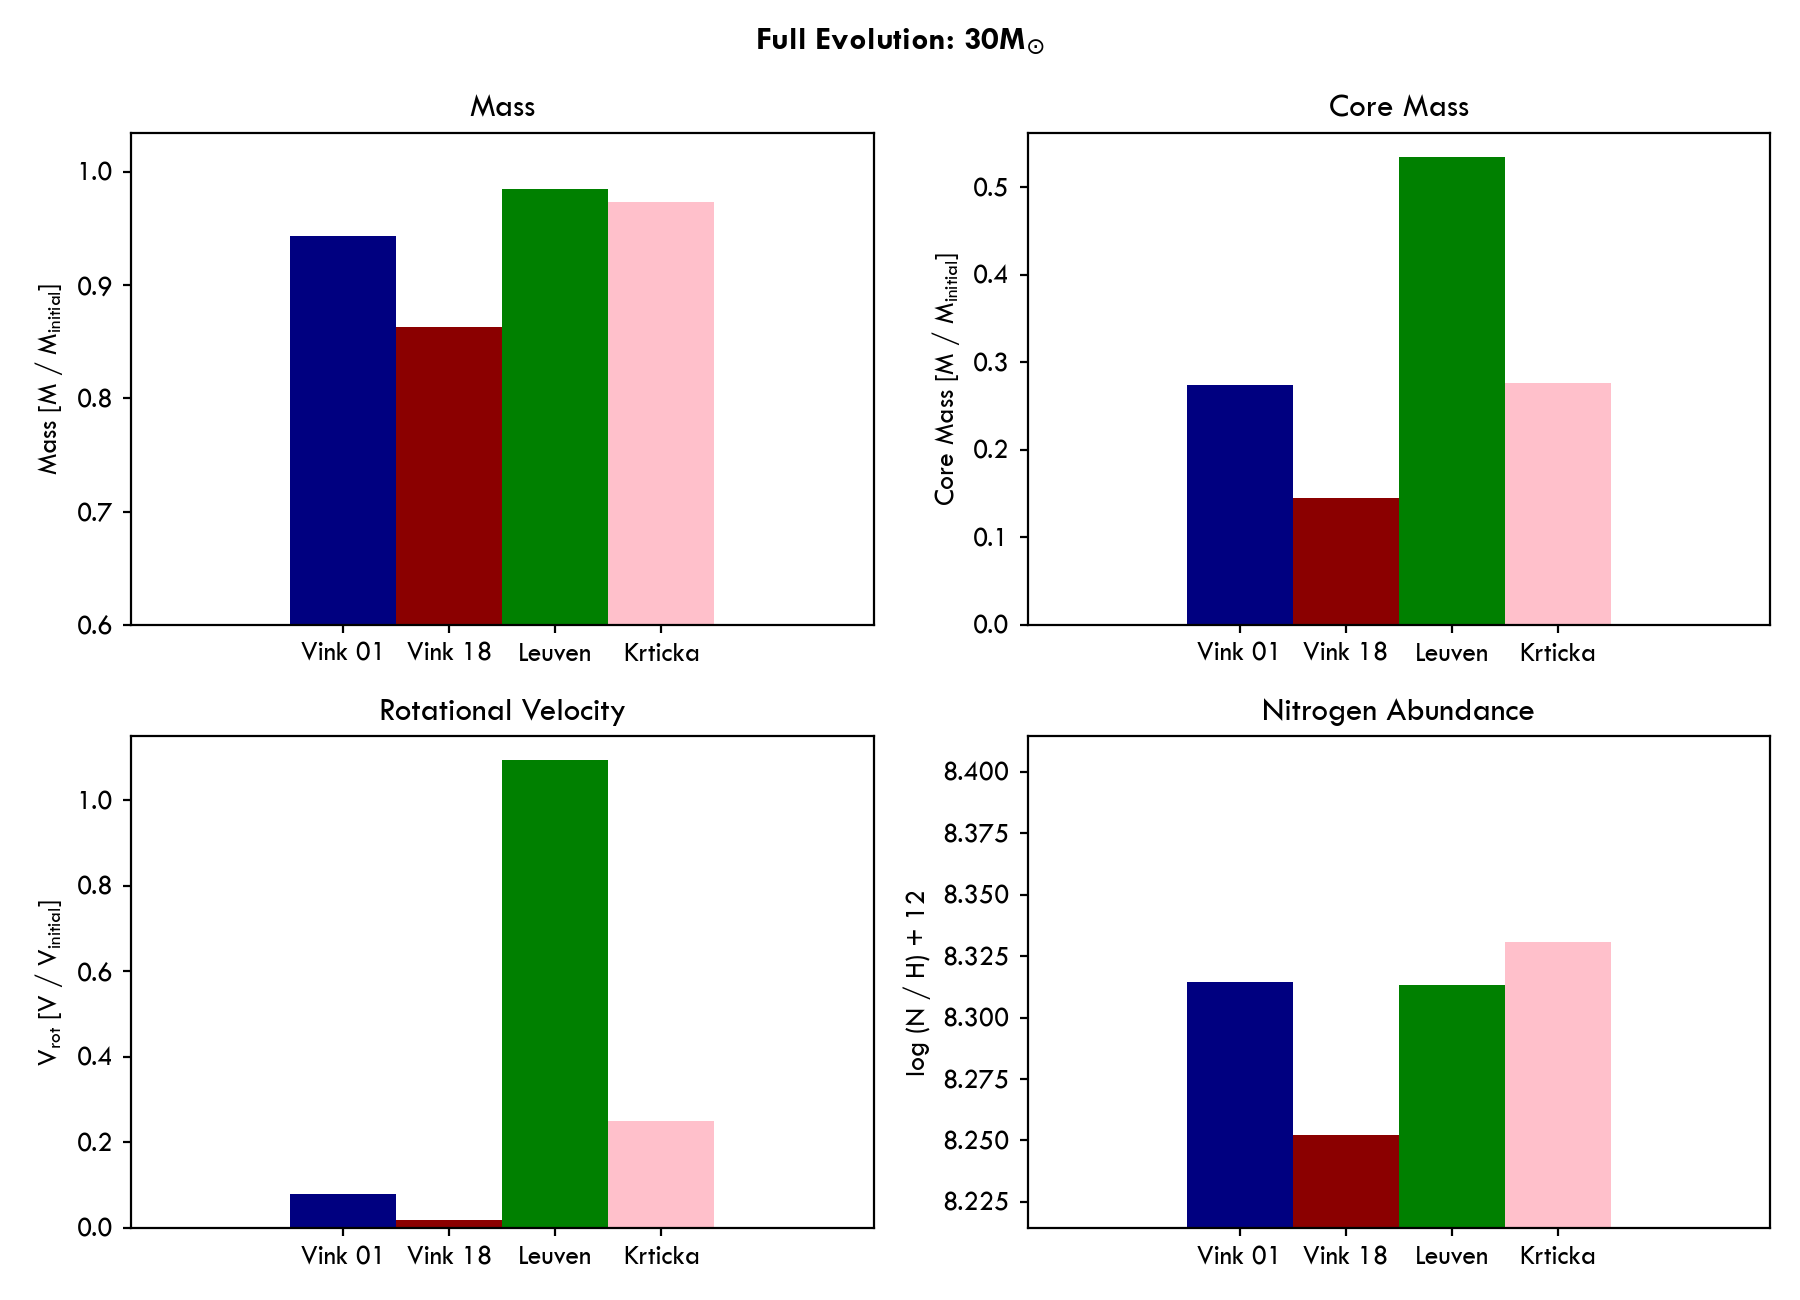 Full Evolution: 30M☉
Mass
Mass [M / Minitial]
1.0
0.9
0.8
0.7
0.6
Vink 01 Vink 18 Leuven Krticka
Core Mass
Core Mass [M / Minitial]
0.5
0.4
0.3
0.2
0.1
0.0
Vink 01 Vink 18 Leuven Krticka
Rotational Velocity
Vrot [V / Vinitial]
1.0
0.8
0.6
0.4
0.2
0.0
Vink 01 Vink 18 Leuven Krticka
Nitrogen Abundance
log (N / H) + 12
8.400
8.375
8.350
8.325
8.300
8.275
8.250
8.225
Vink 01 Vink 18 Leuven Krticka